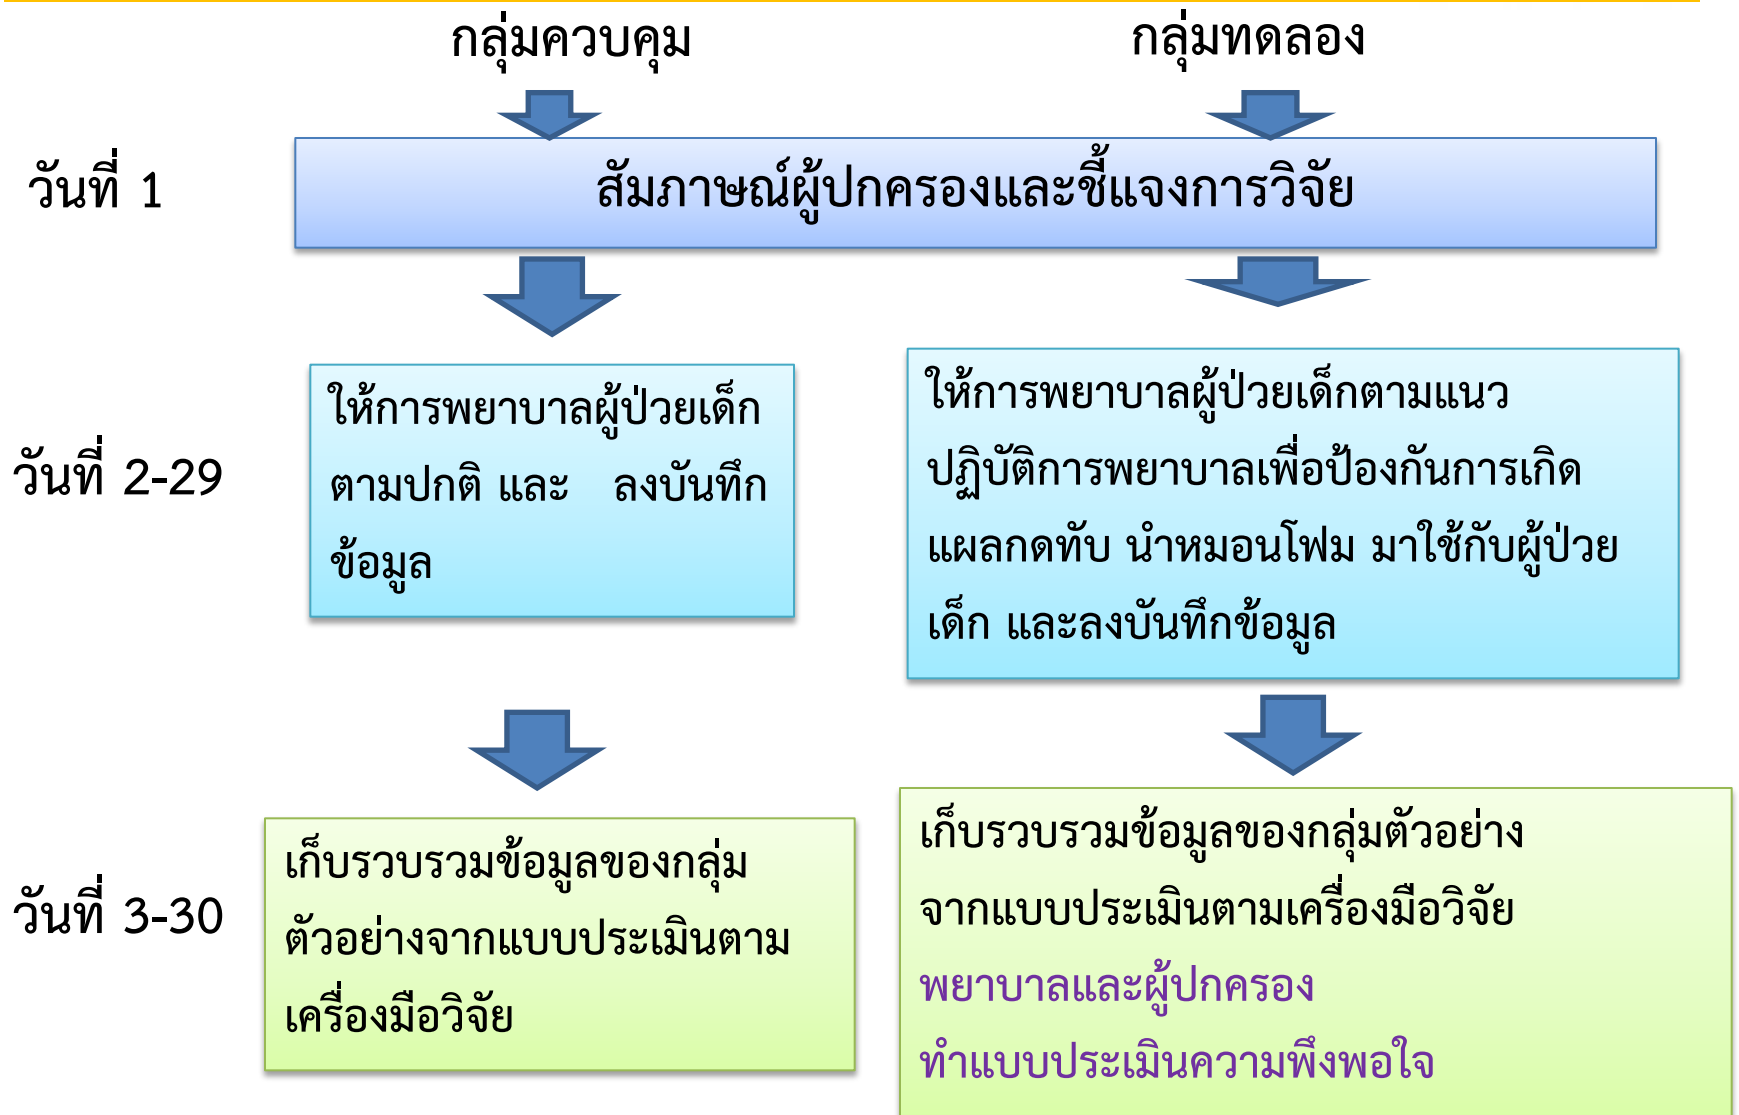 กลุ่มควบคุม
กลุ่มทดลอง
วันที่ 1
สัมภาษณ์ผู้ปกครองและชี้แจงการวิจัย
วันที่ 2-29
ให้การพยาบาลผู้ป่วยเด็ก
ตามปกติ และ ลงบันทึก
ข้อมูล
ให้การพยาบาลผู้ป่วยเด็กตามแนว
ปฏิบัติการพยาบาลเพื่อป้องกันการเกิด
แผลกดทับ นำหมอนโฟม มาใช้กับผู้ป่วย
เด็ก และลงบันทึกข้อมูล
วันที่ 3-30
เก็บรวบรวมข้อมูลของกลุ่ม
ตัวอย่างจากแบบประเมินตาม
เครื่องมือวิจัย
เก็บรวบรวมข้อมูลของกลุ่มตัวอย่าง
จากแบบประเมินตามเครื่องมือวิจัย
พยาบาลและผู้ปกครอง
ทำแบบประเมินความพึงพอใจ